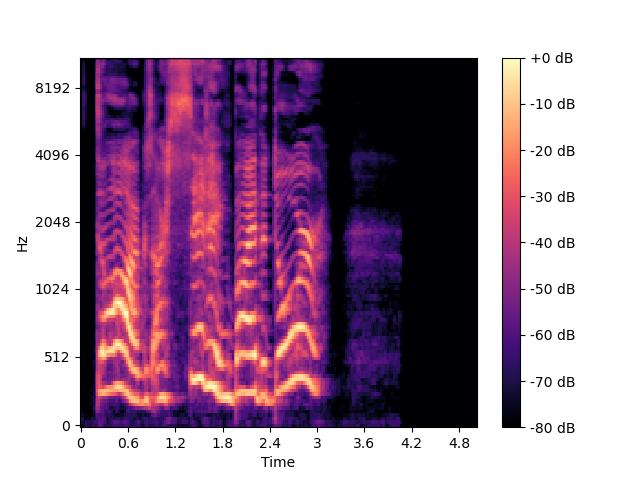 8192
4096
2048
1024
512
0
Hz
0 0.6 1.2 1.8 2.4 3 3.6 4.2 4.8
Time
+0 dB
-10 dB
-20 dB
-30 dB
-40 dB
-50 dB
-60 dB
-70 dB
-80 dB